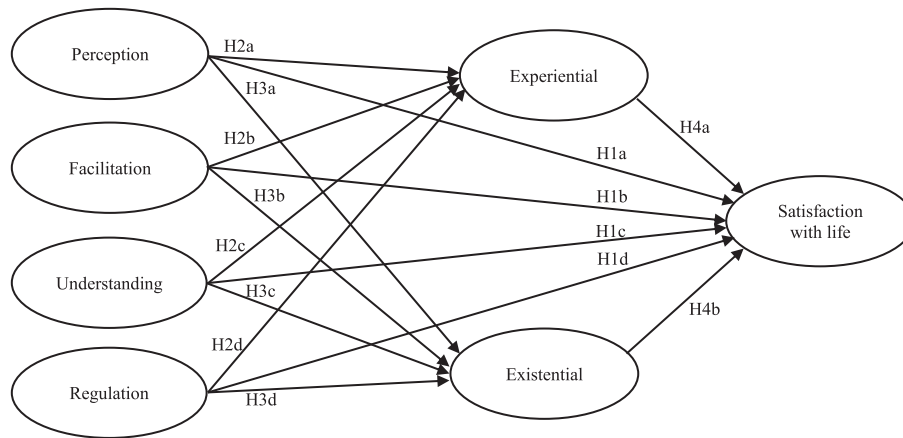 Perception
H2a
H3a
Experiential
H4a
Facilitation
H2b
H1a
H3b
H1b
Satisfaction
with life
H2c
H1c
H1d
Understanding
H3c
H4b
H2d
Existential
Regulation
H3d